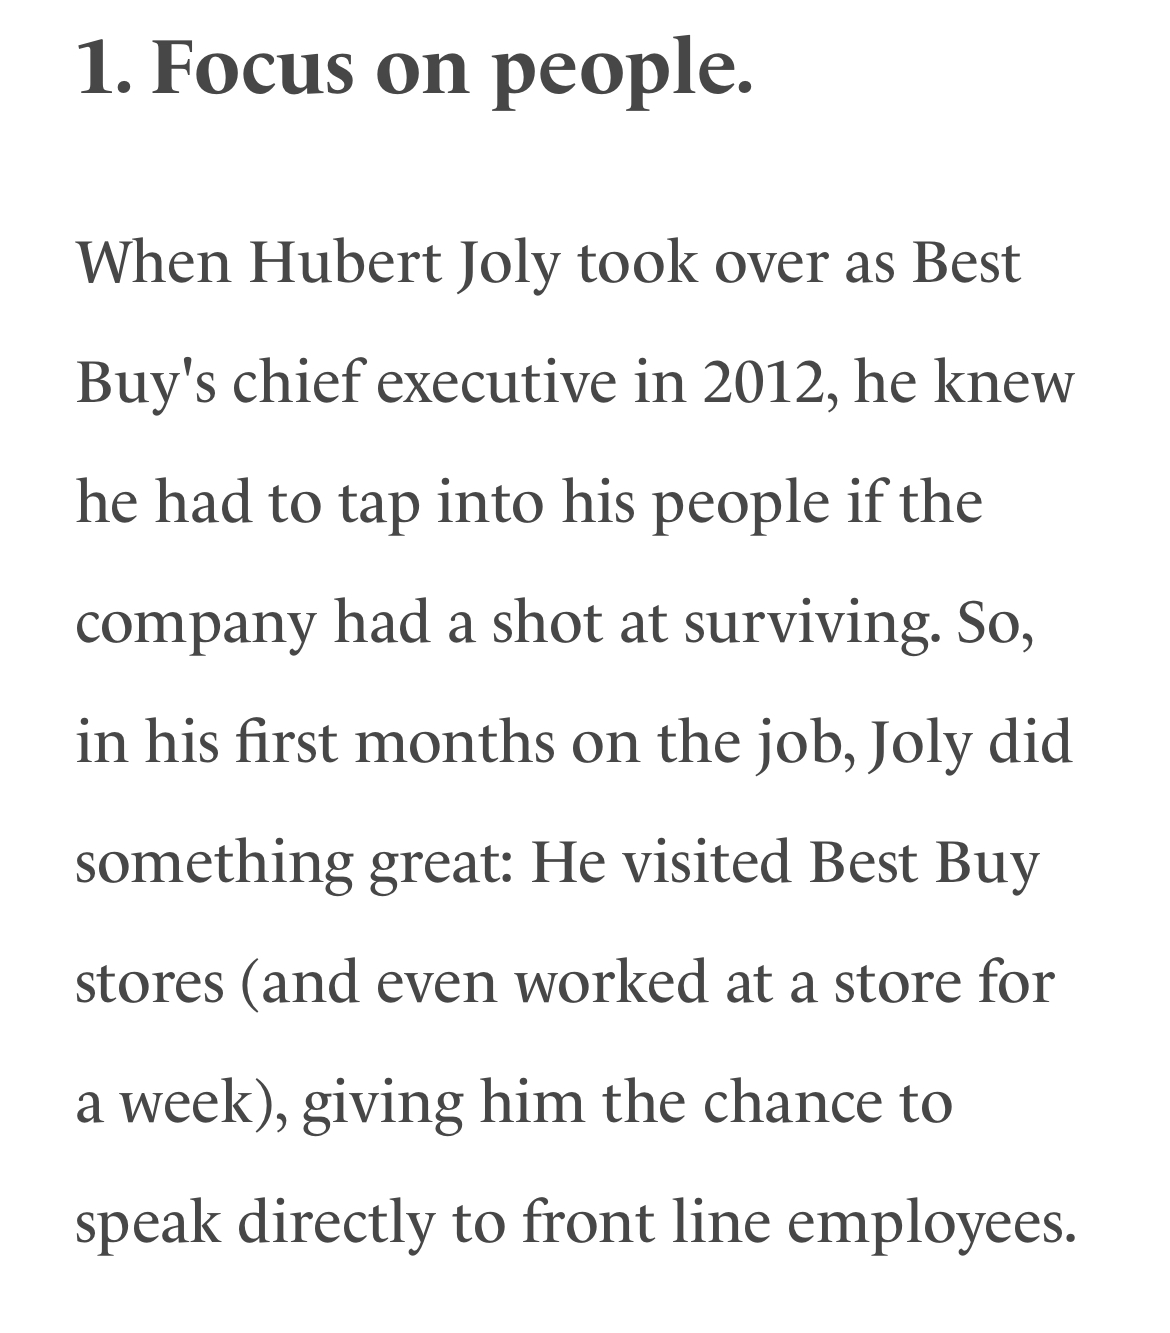 1. Focus on people.
When Hubert Joly took over as Best
Buy's chief executive in 2012, he knew
he had to tap into his people if the
company had a shot at surviving. So,
in his first months on the job, Joly did
something great: He visited Best Buy
stores (and even worked at a store for
a week), giving him the chance to
speak directly to front line employees.